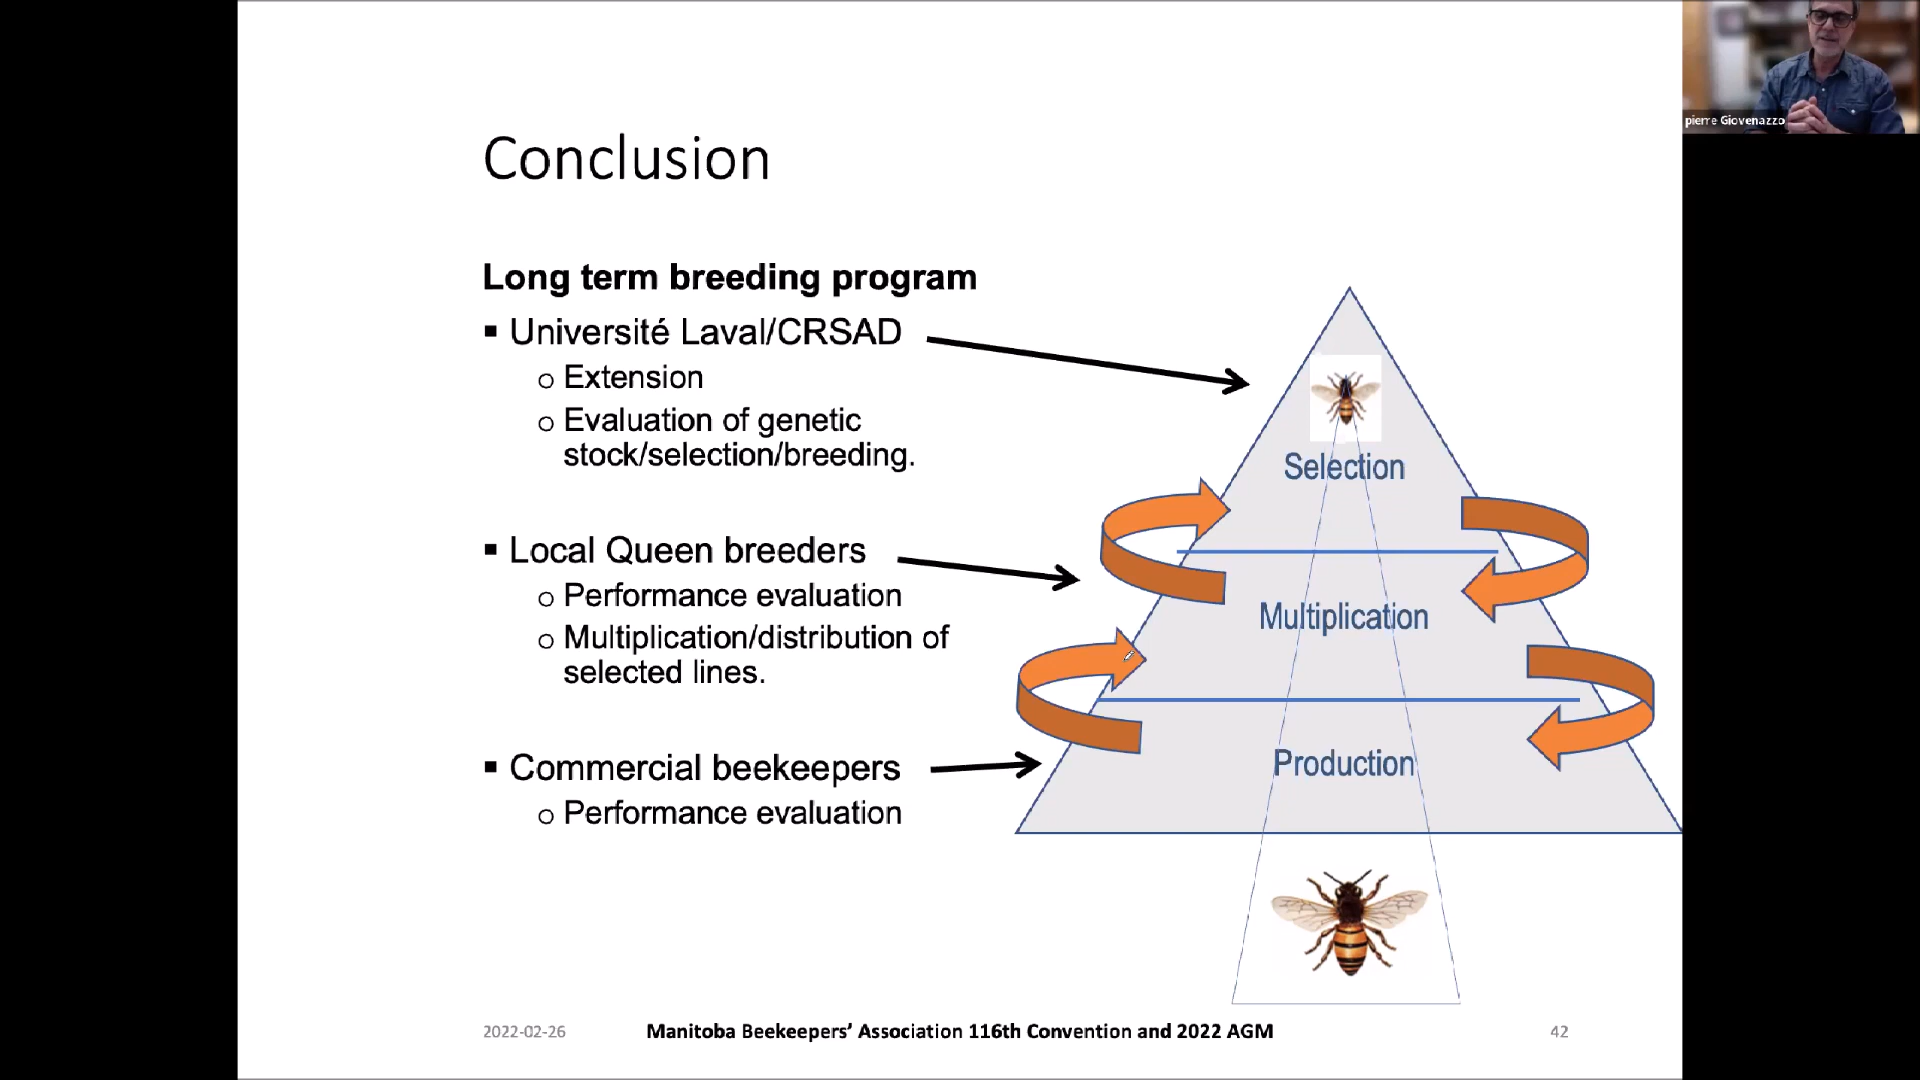 pierre Giovenazzo
Conclusion
Long term breeding program
▪ Université Laval/CRSAD
o Extension
o Evaluation of genetic
stock/selection/breeding.
▪ Local Queen breeders
o Performance evaluation
o Multiplication/distribution of
selected lines.
▪ Commercial beekeepers
o Performance evaluation
Selection
Multiplication
Production
2022-02-26
Manitoba Beekeepers’ Association 116th Convention and 2022 AGM
42